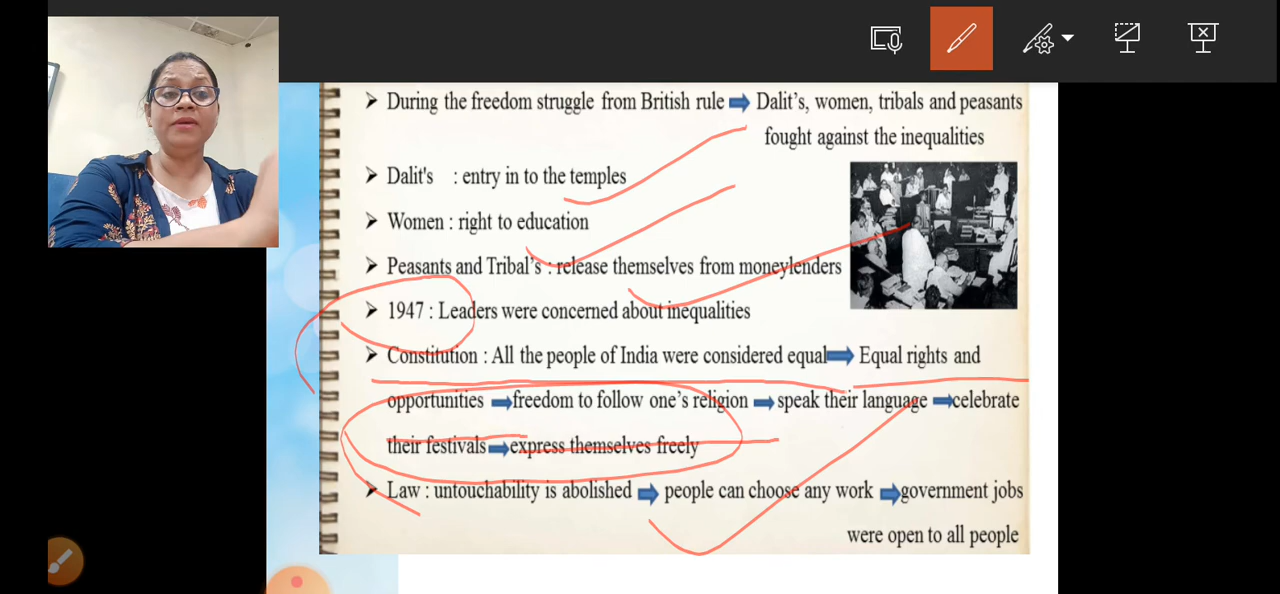 ➤ During the freedom struggle from British rule ➡ Dalit's, women, tribals and peasants
fought against the inequalities
➤ Dalit's : entry in to the temples
➤ Women : right to education
➤ Peasants and Tribal's : release themselves from moneylenders
➤ 1947 : Leaders were concerned about inequalities
➤ Constitution : All the people of India were considered equal ➡ Equal rights and
opportunities ➡ freedom to follow one's religion ➡ speak their language ➡ celebrate
their festivals ➡ express themselves freely
➤ Law : untouchability is abolished ➡ people can choose any work ➡ government jobs
were open to all people